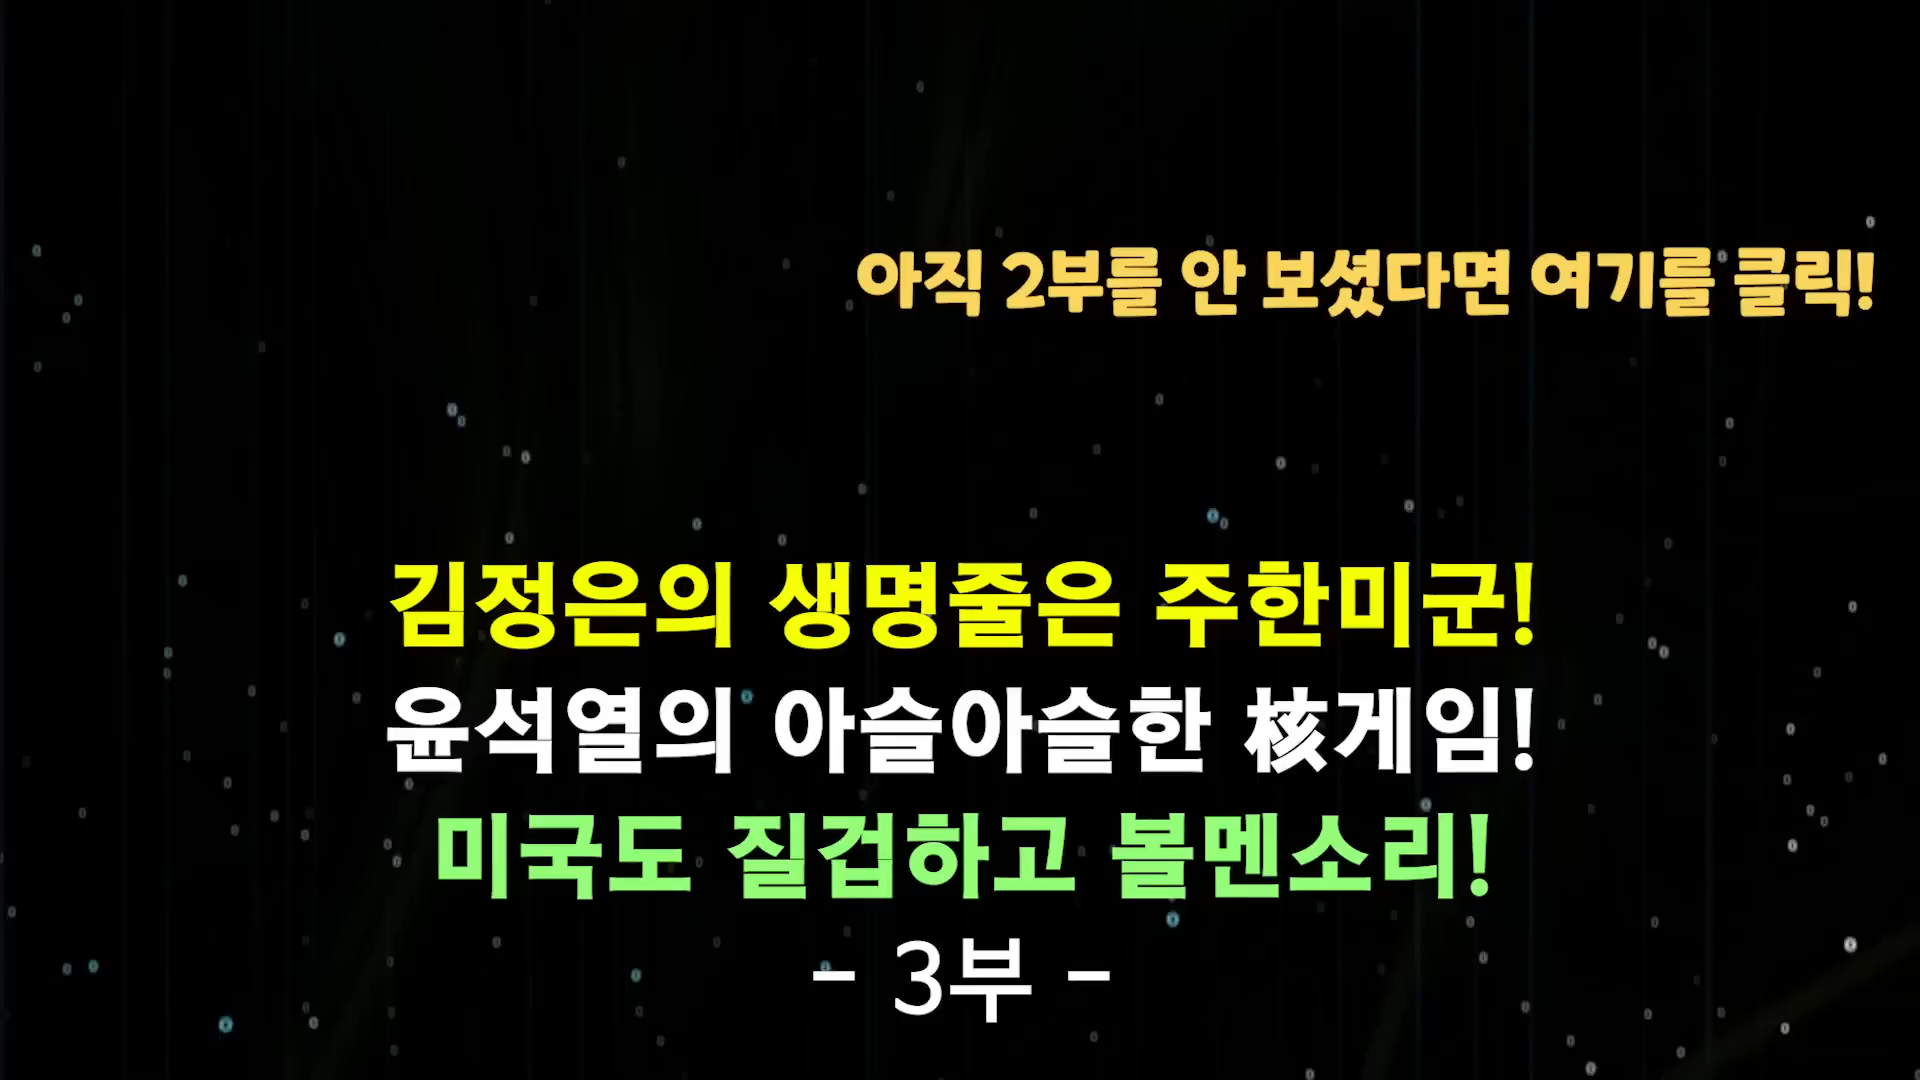 아직 2부를 안 보셨다면 여기를 클릭!
김정은의 생명줄은 주한미군!
윤석열의 아슬아슬한 核게임!
미국도 질겁하고 볼멘소리!
- 3부 -